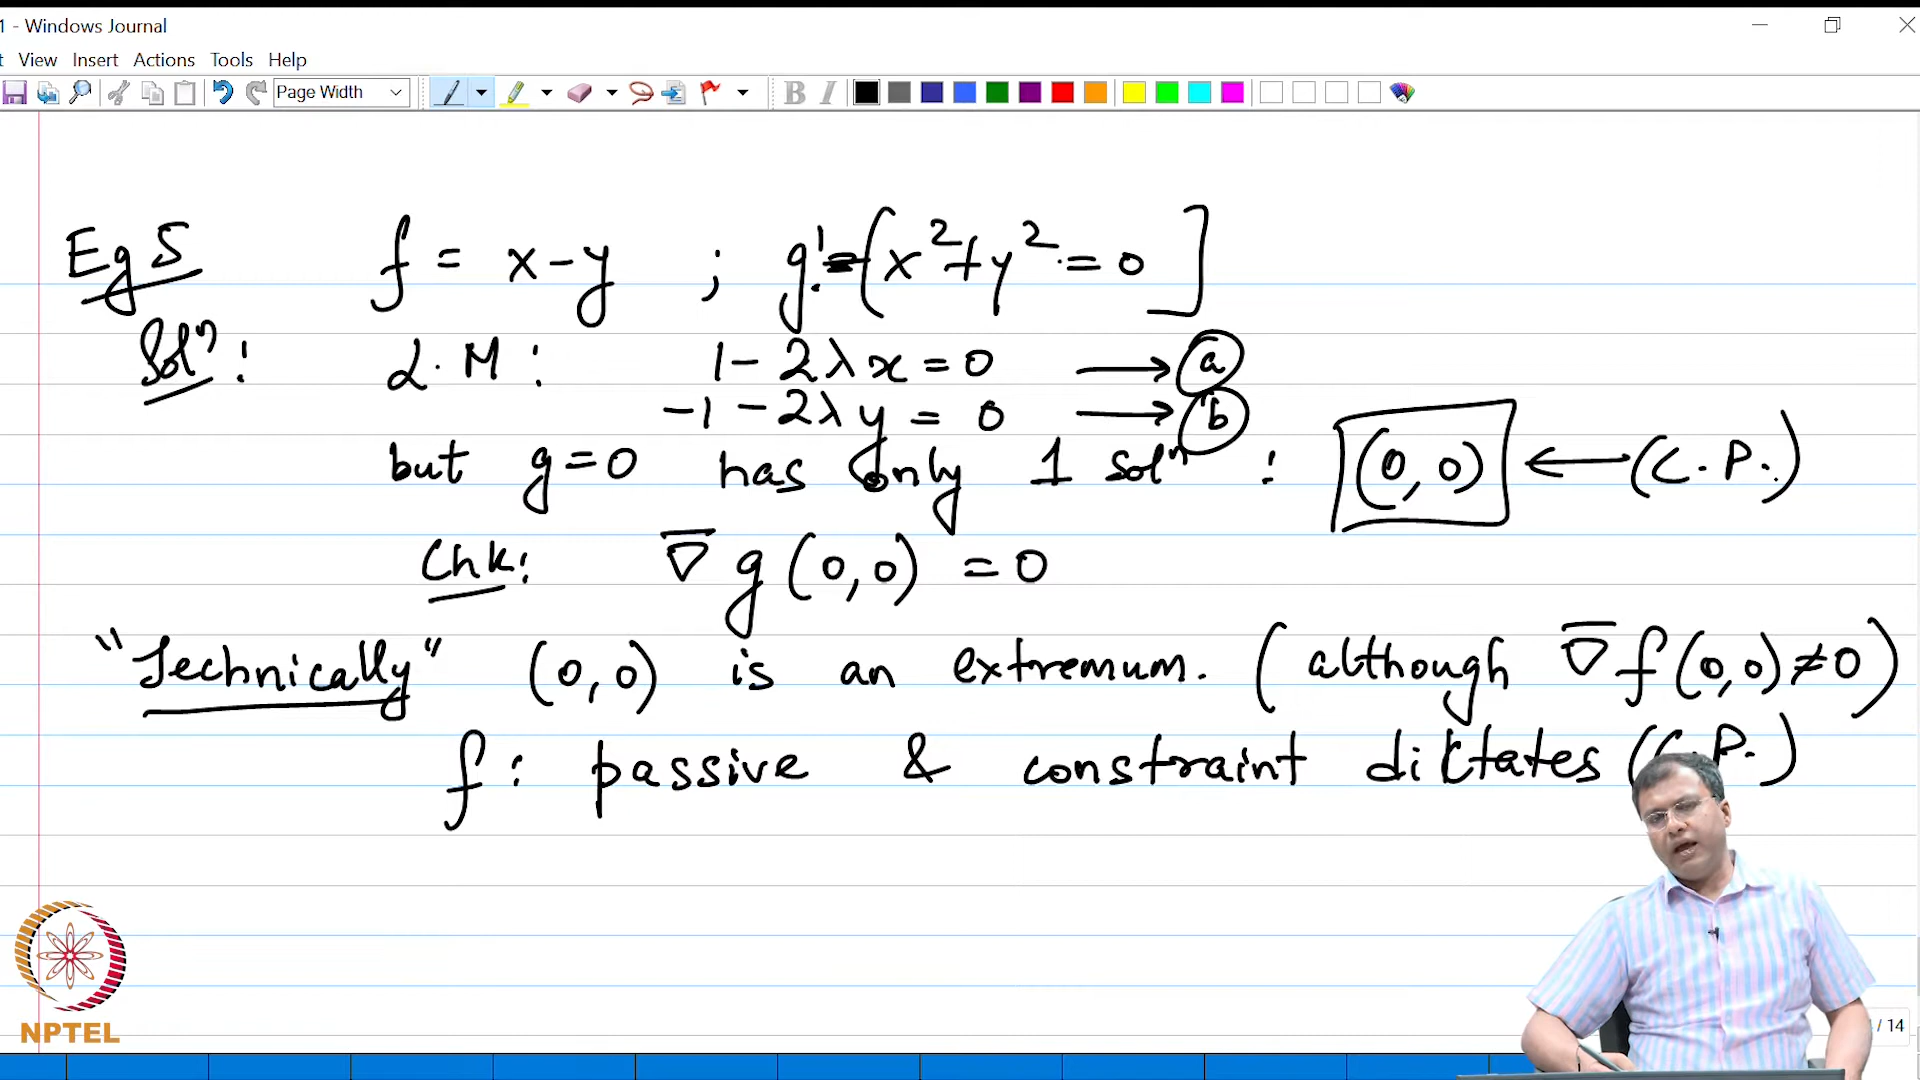 1 - Windows Journal
t View Insert Actions Tools Help
Page Width B I
Eg 5 f = x-y ; g: [x²+y² = 0]
Solⁿ: L.M: 1 - 2λx = 0 → (a)
-1 - 2λy = 0 → (b)
but g=0 has only 1 solⁿ : (0,0) ← (C.P.)
Chk: ∇g(0,0) = 0
"Technically" (0,0) is an extremum. (although ∇f(0,0)≠0)
f: passive & constraint dictates (C.P.)
NPTEL
/ 14